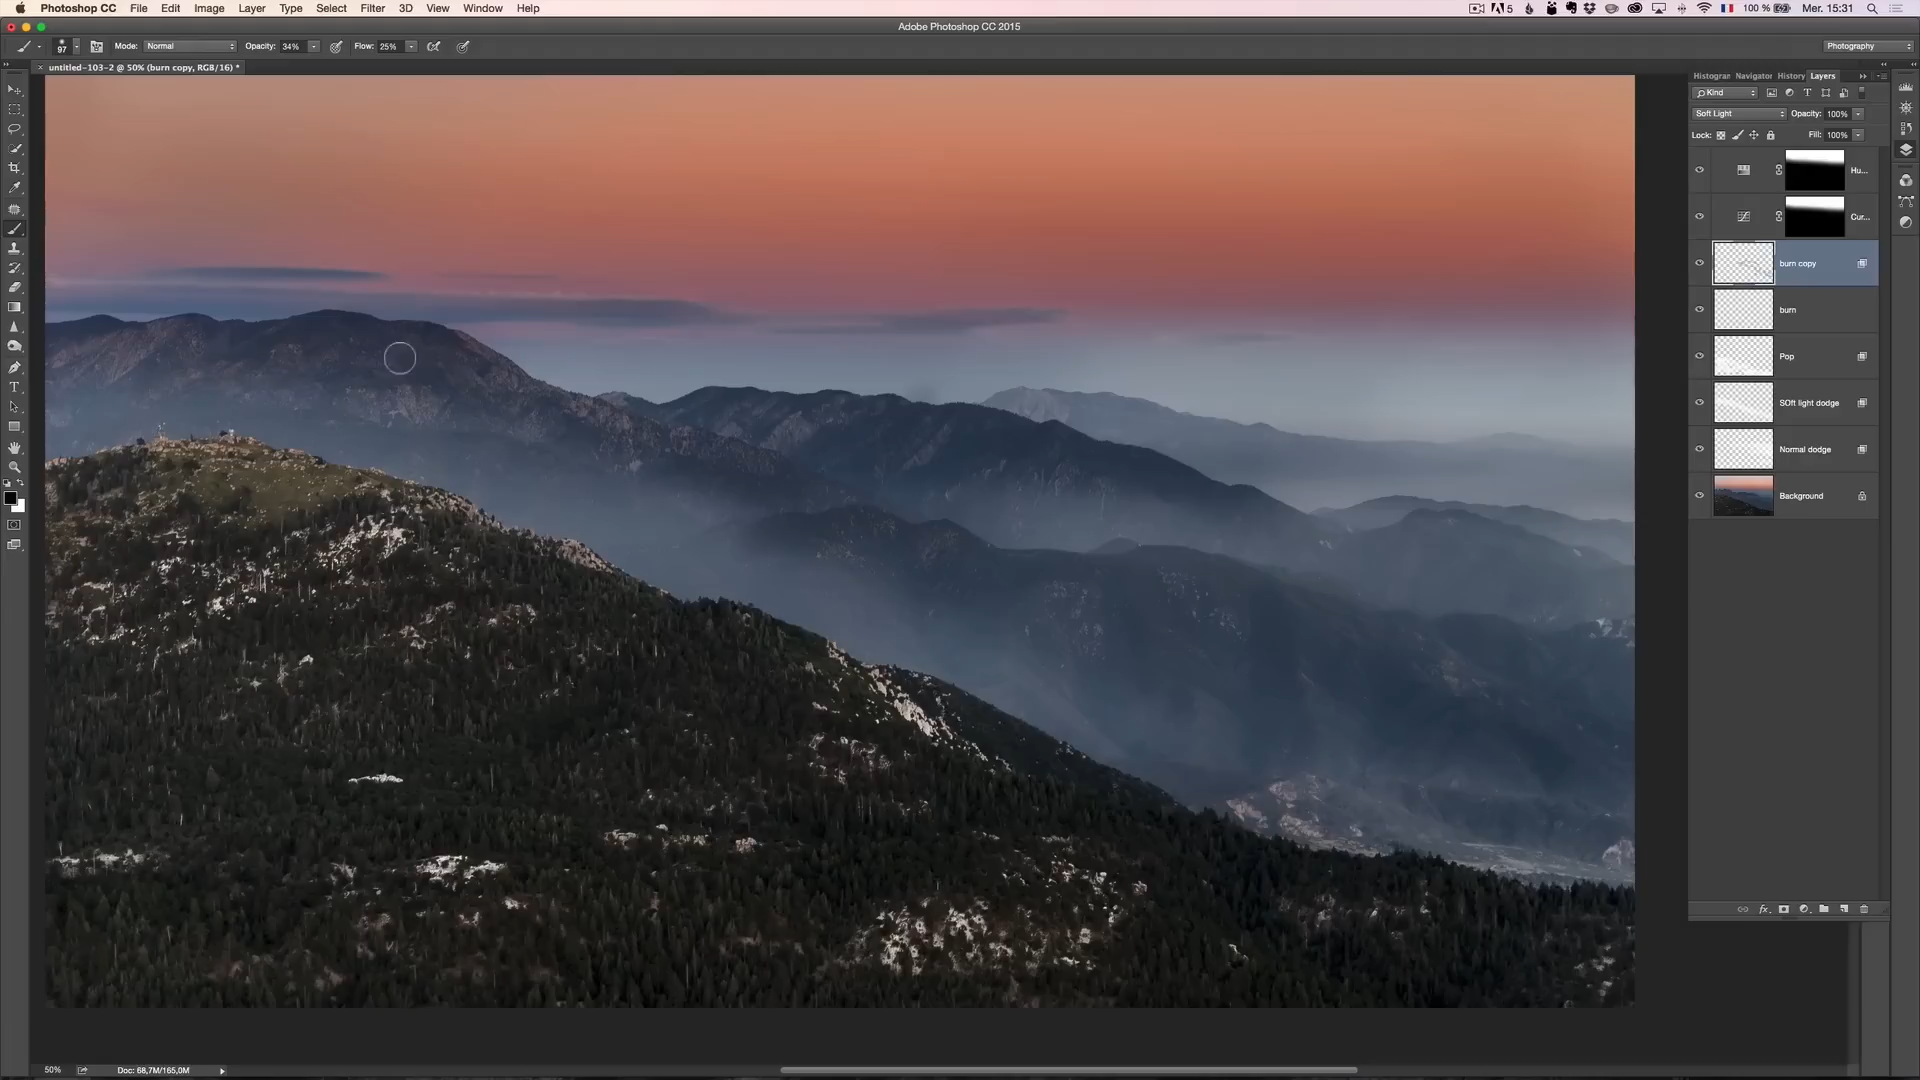 Photoshop CC File Edit Image Layer Type Select Filter 3D View Window Help 5 100 % Mer. 15:31
Adobe Photoshop CC 2015
97 Mode: Normal Opacity: 34% Flow: 25% Photography
untitled-103-2 @ 50% (burn copy, RGB/16) *
Histogram Navigator History Layers
Kind
Soft Light Opacity: 100%
Lock: Fill: 100%
Hu...
Cur...
burn copy
burn
Pop
SOft light dodge
Normal dodge
Background
50% Doc: 68,7M/165,0M